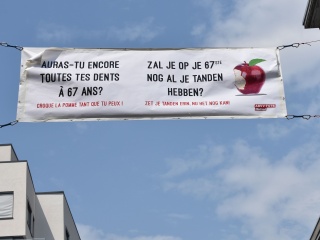 AURAS-TU ENCORE
TOUTES TES DENTS
À 67 ANS?
CROQUE LA POMME TANT QUE TU PEUX !
ZAL JE OP JE 67STE
NOG AL JE TANDEN
HEBBEN?
ZET JE TANDEN ERIN, NU HET NOG KAN!